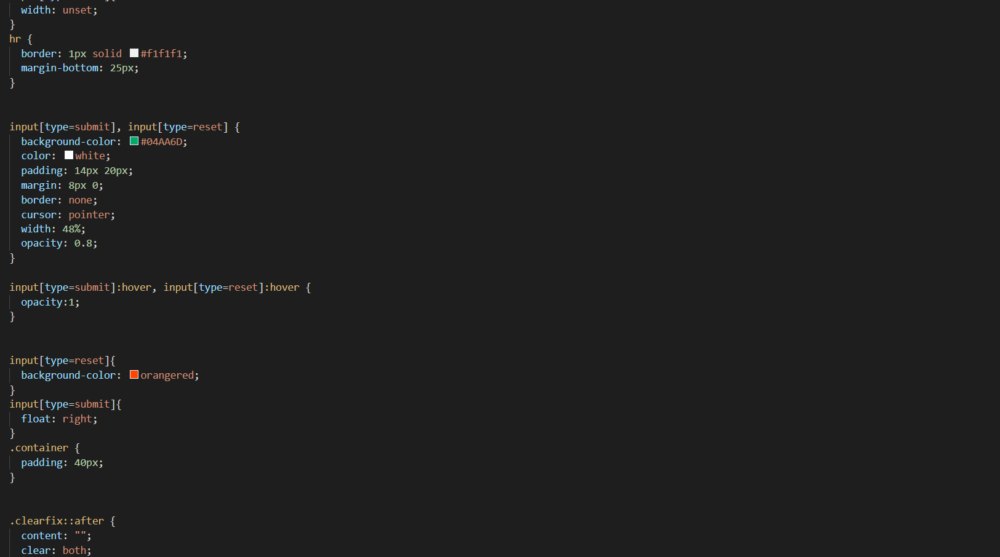 width: unset;
}
hr {
border: 1px solid #f1f1f1;
margin-bottom: 25px;
}
input[type=submit], input[type=reset] {
background-color: #04AA6D;
color: white;
padding: 14px 20px;
margin: 8px 0;
border: none;
cursor: pointer;
width: 48%;
opacity: 0.8;
}
input[type=submit]:hover, input[type=reset]:hover {
opacity:1;
}
input[type=reset]{
background-color: orangered;
}
input[type=submit]{
float: right;
}
.container {
padding: 40px;
}
.clearfix::after {
content: "";
clear: both;